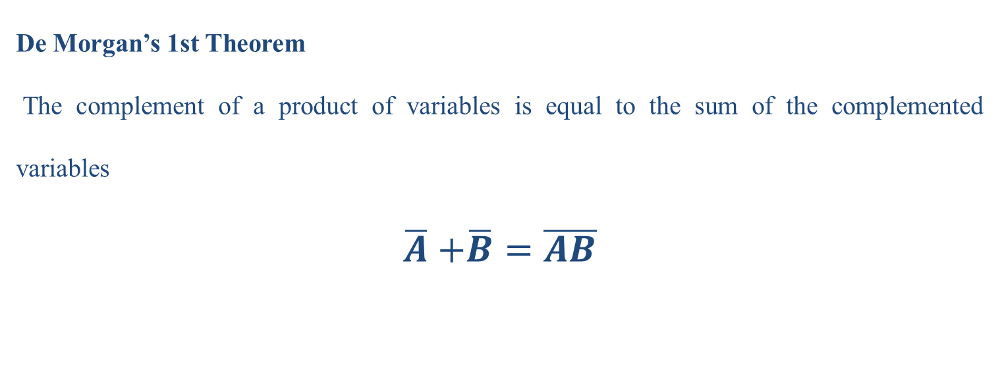 De Morgan’s 1st Theorem
The complement of a product of variables is equal to the sum of the complemented
variables
A̅ +B̅ = A̅B̅